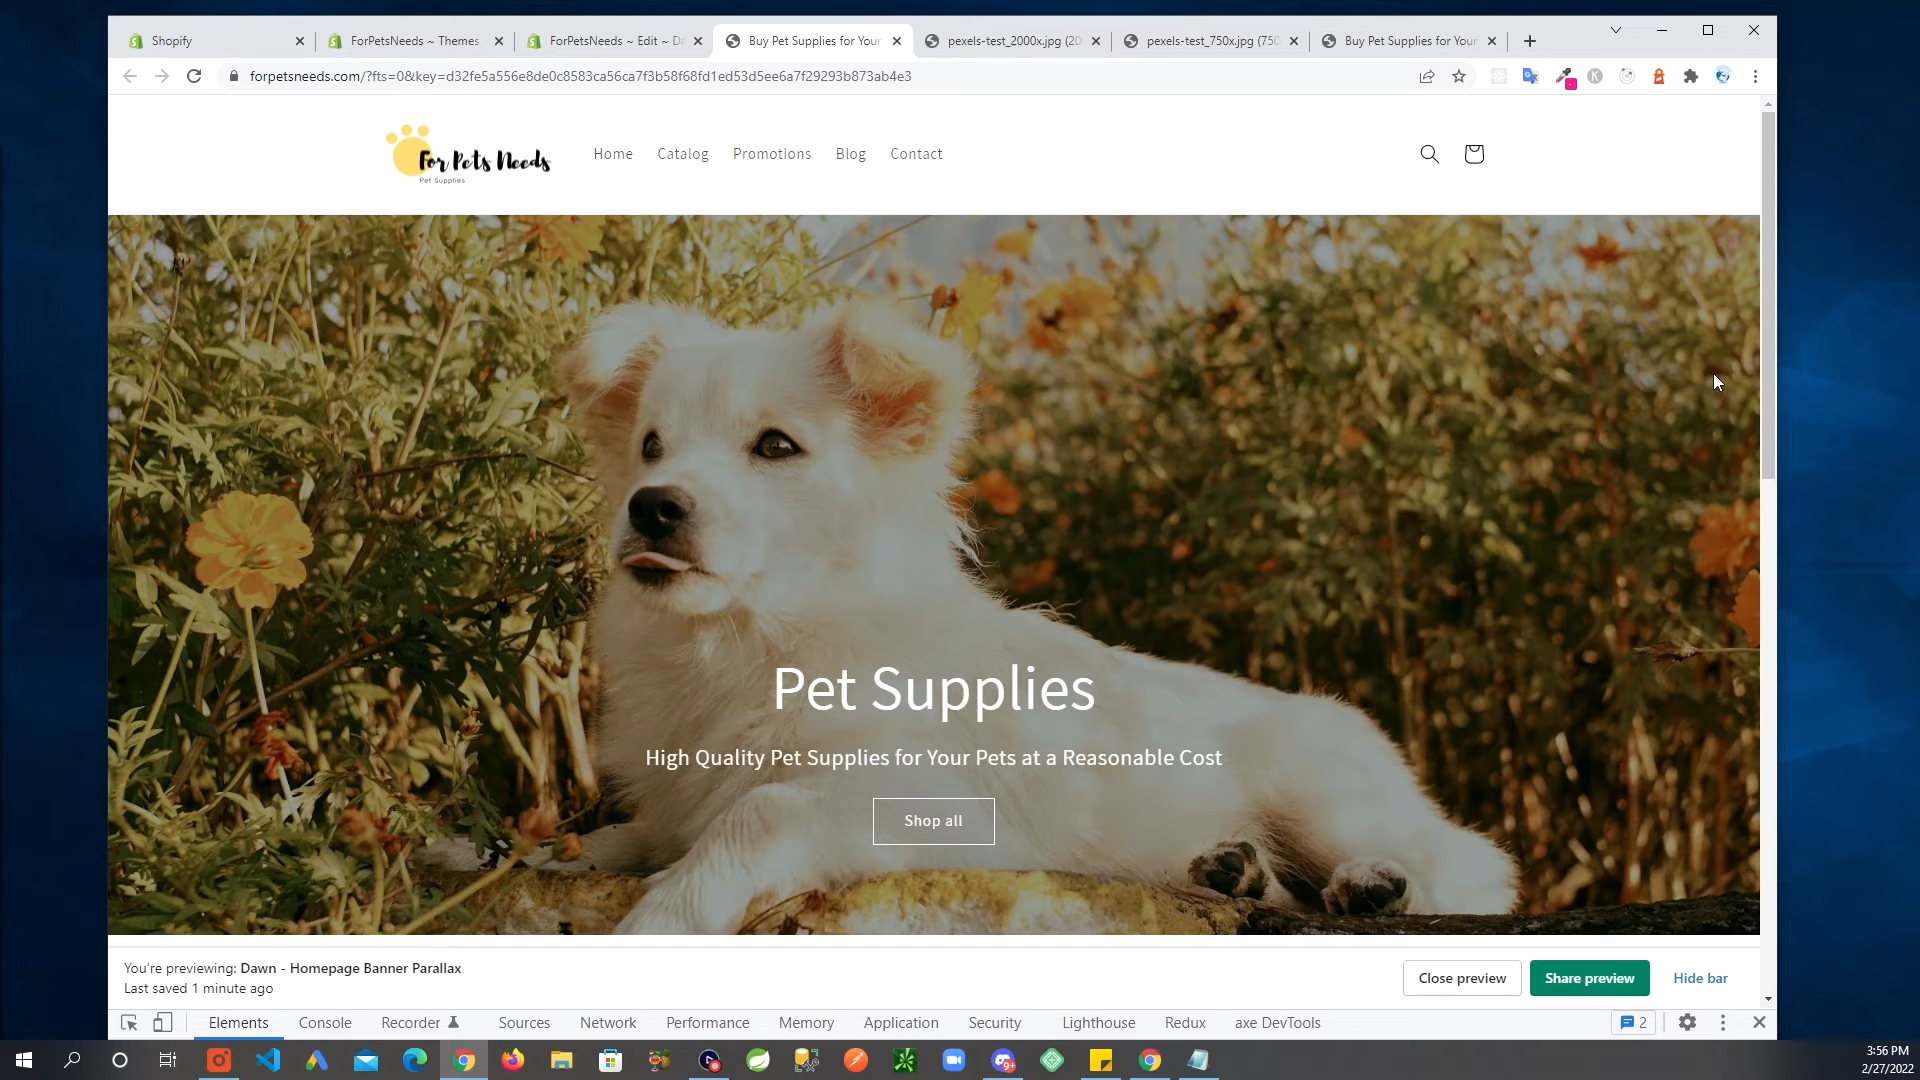 Shopify
ForPetsNeeds ~ Themes
ForPetsNeeds ~ Edit ~ Da
Buy Pet Supplies for Your
pexels-test_2000x.jpg (20
pexels-test_750x.jpg (750
Buy Pet Supplies for Your
forpetsneeds.com/?fts=0&key=d32fe5a556e8de0c8583ca56ca7f3b58f68fd1ed53d5ee6a7f29293b873ab4e3
For Pets Needs
Pet Supplies
Home
Catalog
Promotions
Blog
Contact
Pet Supplies
High Quality Pet Supplies for Your Pets at a Reasonable Cost
Shop all
You're previewing: Dawn - Homepage Banner Parallax
Last saved 1 minute ago
Close preview
Share preview
Hide bar
Elements
Console
Recorder
Sources
Network
Performance
Memory
Application
Security
Lighthouse
Redux
axe DevTools
2
9+
3:56 PM
2/27/2022